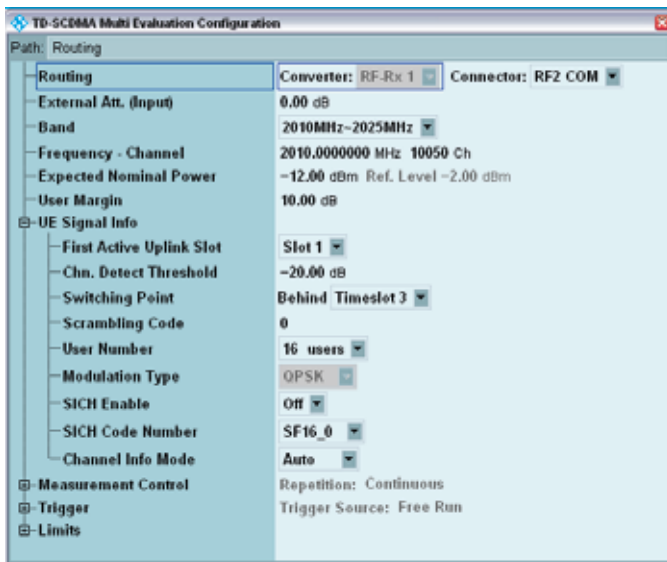 TD-SCDMA Multi Evaluation Configuration
Path: Routing
Routing Converter: RF-Rx 1 Connector: RF2 COM
External Att. (Input) 0.00 dB
Band 2010MHz~2025MHz
Frequency - Channel 2010.0000000 MHz 10050 Ch
Expected Nominal Power -12.00 dBm Ref. Level -2.00 dBm
User Margin 10.00 dB
UE Signal Info
First Active Uplink Slot Slot 1
Chn. Detect Threshold -20.00 dB
Switching Point Behind Timeslot 3
Scrambling Code 0
User Number 16 users
Modulation Type QPSK
SICH Enable Off
SICH Code Number SF16_0
Channel Info Mode Auto
Measurement Control Repetition: Continuous
Trigger Trigger Source: Free Run
Limits